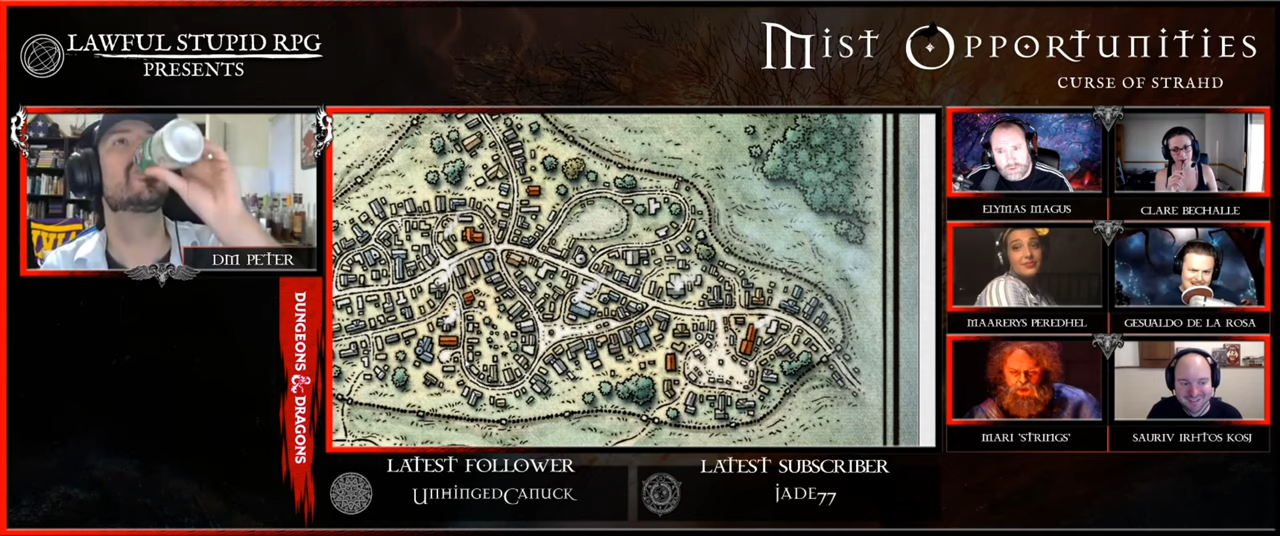 LAWFUL STUPID RPG
PRESENTS
MIST OPPORTUNITIES
CURSE OF STRAHD
DM PETER
DUNGEONS & DRAGONS
ELYMAS MAGUS
CLARE BECHALLE
MAARERYS PEREDHEL
GESUALDO DE LA ROSA
MARI 'STRINGS'
SAURIV IRHTOS KOSJ
LATEST FOLLOWER
UNHINGEDCANUCK
LATEST SUBSCRIBER
JADE77